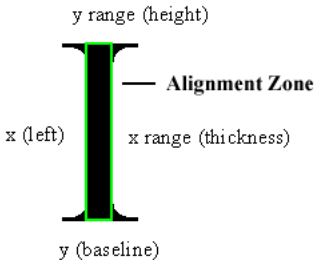 y range (height)
Alignment Zone
x (left)
x range (thickness)
y (baseline)